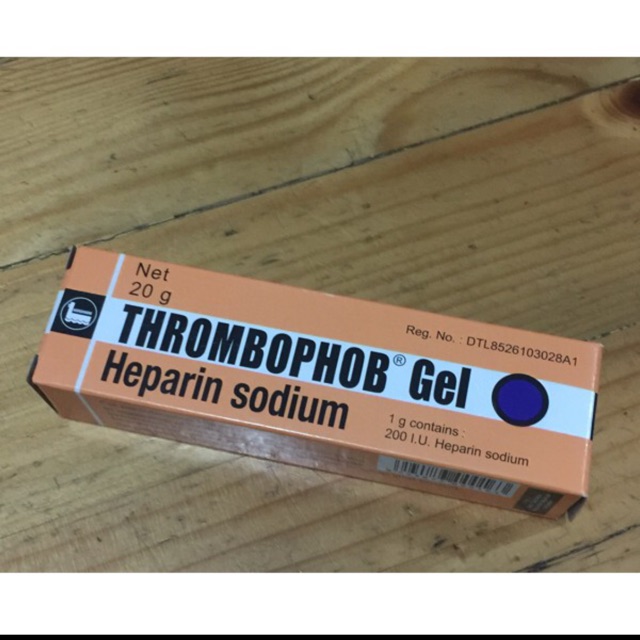 Net
20 g
THROMBOPHOB® Gel
Heparin sodium
Reg. No. : DTL8526103028A1
1 g contains :
200 I.U. Heparin sodium